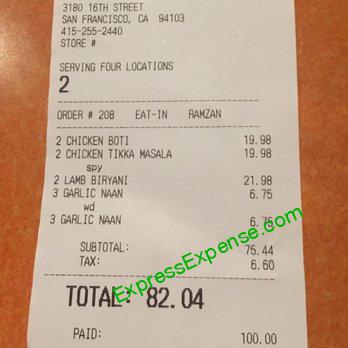 3180 16TH STREET
SAN FRANCISCO, CA 94103
415-255-2440
STORE #
SERVING FOUR LOCATIONS
2
ORDER # 208 EAT-IN RAMZAN
2 CHICKEN BOTI 19.98
2 CHICKEN TIKKA MASALA 19.98
spy
2 LAMB BIRYANI 21.98
3 GARLIC NAAN 6.75
wd
3 GARLIC NAAN 6.75
SUBTOTAL: 75.44
TAX: 6.60
TOTAL: 82.04
PAID: 100.00
ExpressExpense.com